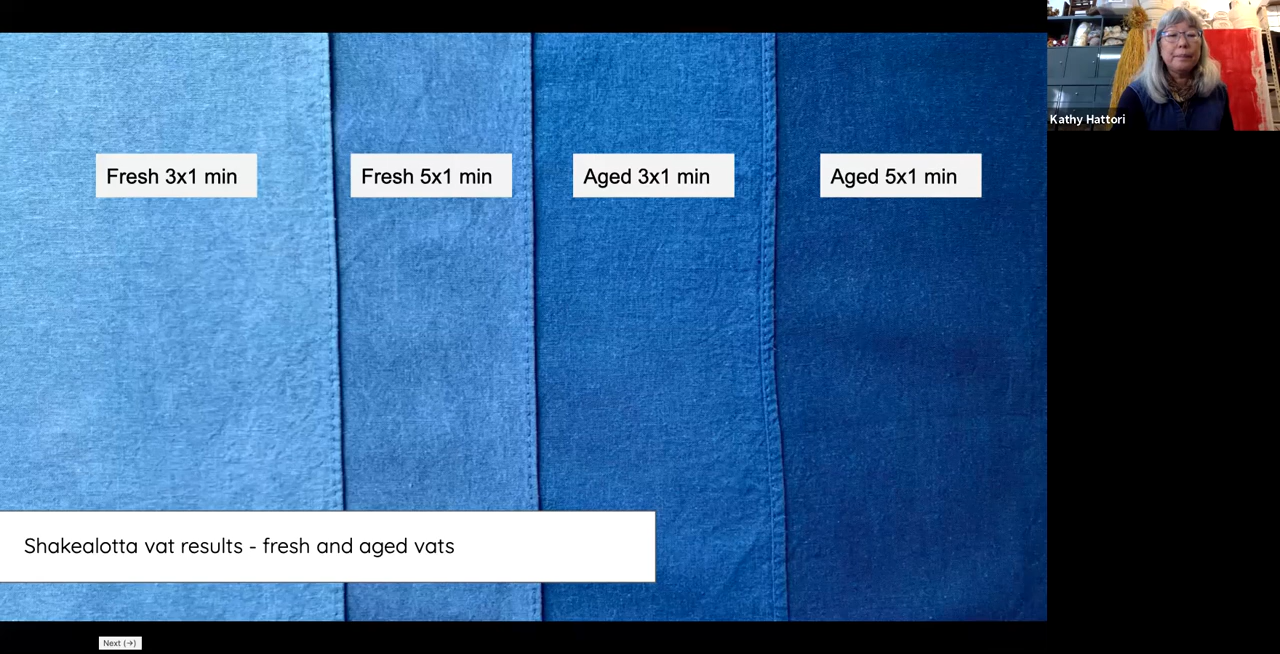 Fresh 3x1 min
Fresh 5x1 min
Aged 3x1 min
Aged 5x1 min
Shakealotta vat results - fresh and aged vats
Next (→)
Kathy Hattori